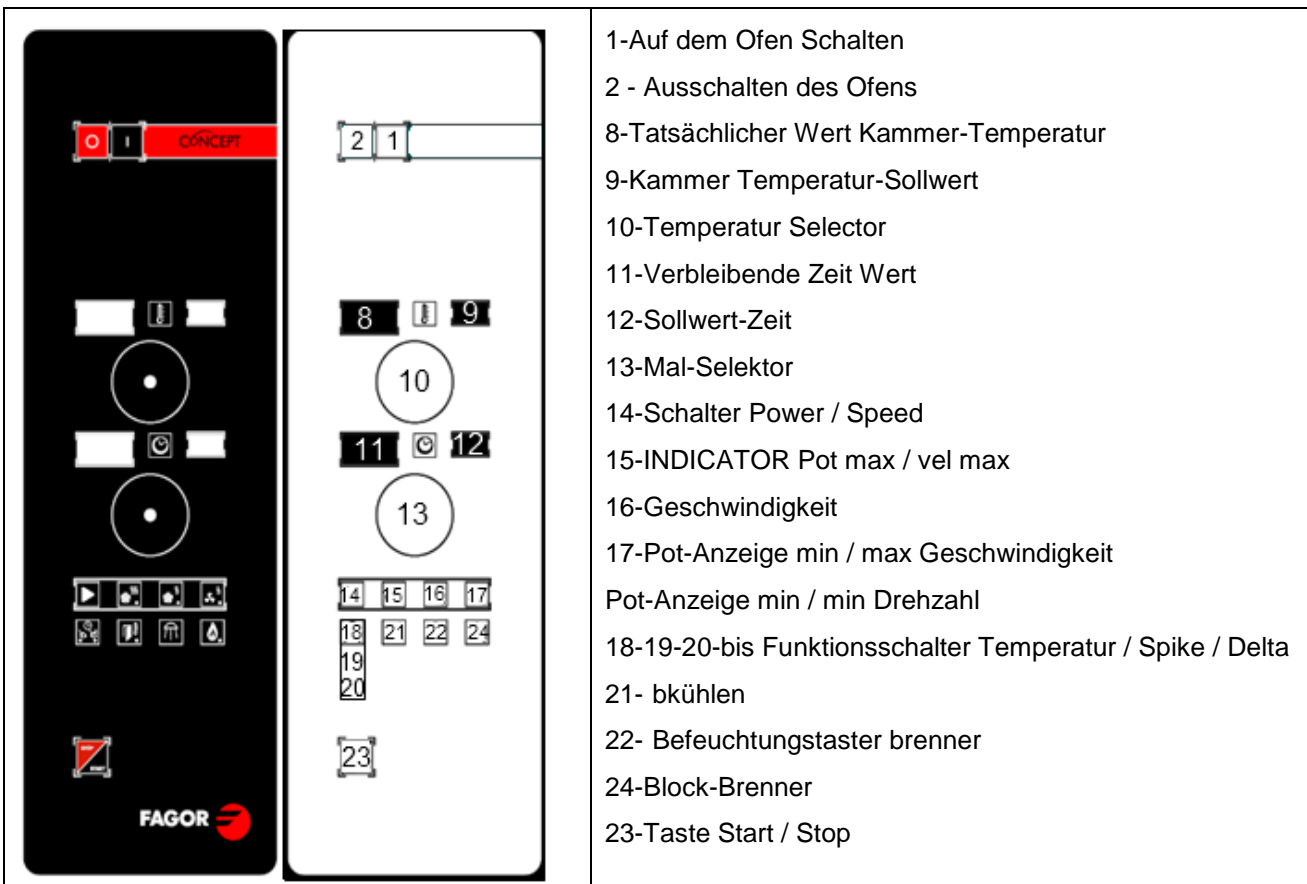 O I CONCEPT
FAGOR
2 1
8 9
10
11 12
13
14 15 16 17
18 21 22 24
19
20
23
1-Auf dem Ofen Schalten
2 - Ausschalten des Ofens
8-Tatsächlicher Wert Kammer-Temperatur
9-Kammer Temperatur-Sollwert
10-Temperatur Selector
11-Verbleibende Zeit Wert
12-Sollwert-Zeit
13-Mal-Selektor
14-Schalter Power / Speed
15-INDICATOR Pot max / vel max
16-Geschwindigkeit
17-Pot-Anzeige min / max Geschwindigkeit
Pot-Anzeige min / min Drehzahl
18-19-20-bis Funktionsschalter Temperatur / Spike / Delta
21- bkühlen
22- Befeuchtungstaster brenner
24-Block-Brenner
23-Taste Start / Stop